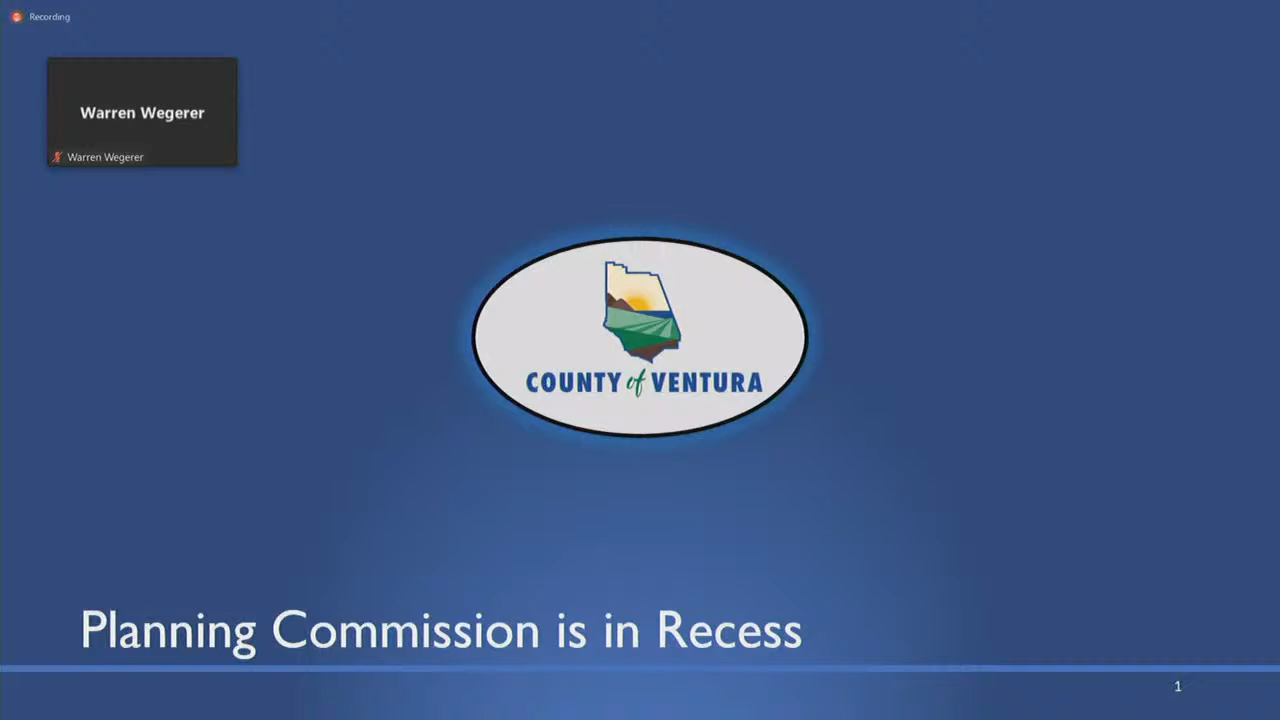 Recording
Warren Wegerer
Warren Wegerer
COUNTY of VENTURA
Planning Commission is in Recess
1